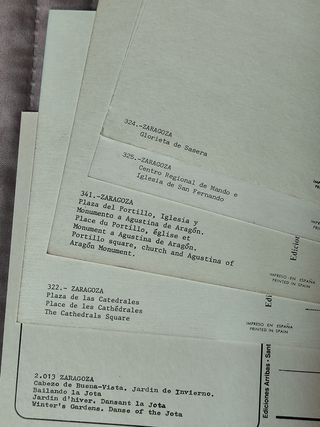 324.-ZARAGOZA
Glorieta de Sasera
325.-ZARAGOZA
Centro Regional de Mando e
Iglesia de San Fernando
341.-ZARAGOZA
Plaza del Portillo, Iglesia y
Monumento a Agustina de Aragón.
Place du Portillo, église et
Monument a Agustina de Aragón.
Portillo square, church and Agustina of
Aragón Monument.
Edicion
IMPRESO EN ESPAÑA
PRINTED IN SPAIN
322.- ZARAGOZA
Plaza de las Catedrales
Place de les Cathédrales
The Cathedrals Square
Edicio
IMPRESO EN ESPAÑA
PRINTED IN SPAIN
2.013 ZARAGOZA
Cabezo de Buena-Vista. Jardín de Invierno.
Bailando la Jota
Jardin d'hiver. Dansant la Jota
Winter's Gardens. Danse of the Jota
Ediciones Arribas - Sant